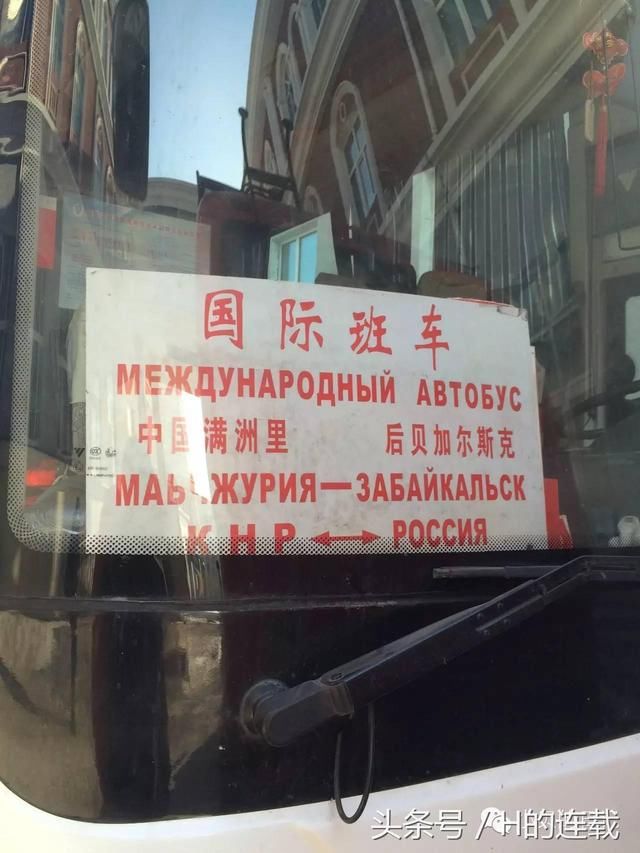 国际班车
МЕЖДУНАРОДНЫЙ АВТОБУС
中国满洲里 后贝加尔斯克
МАЬЧЖУРИЯ—ЗАБАЙКАЛЬСК
КНР ↔ РОССИЯ
头条号 / H的连载